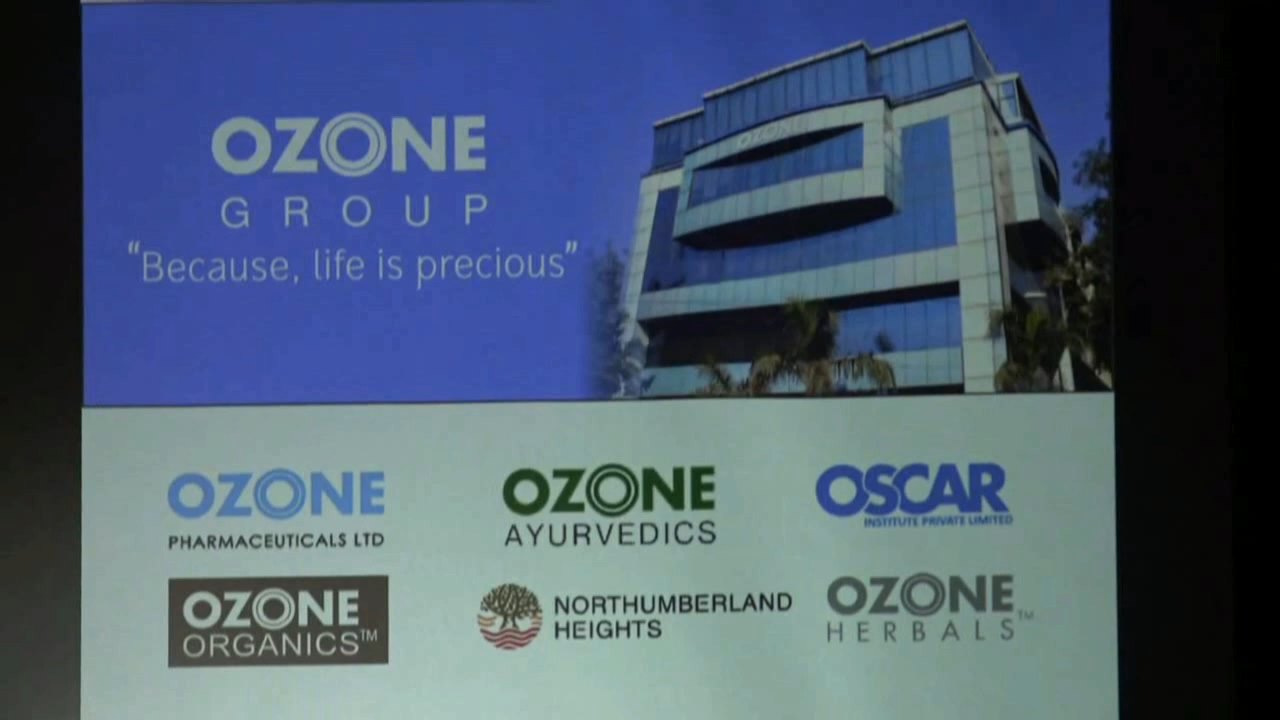 OZONE
GROUP
“Because, life is precious”
OZONE
OZONE
PHARMACEUTICALS LTD
OZONE
AYURVEDICS
OSCAR
INSTITUTE PRIVATE LIMITED
OZONE
ORGANICS™
NORTHUMBERLAND
HEIGHTS
OZONE
HERBALS™